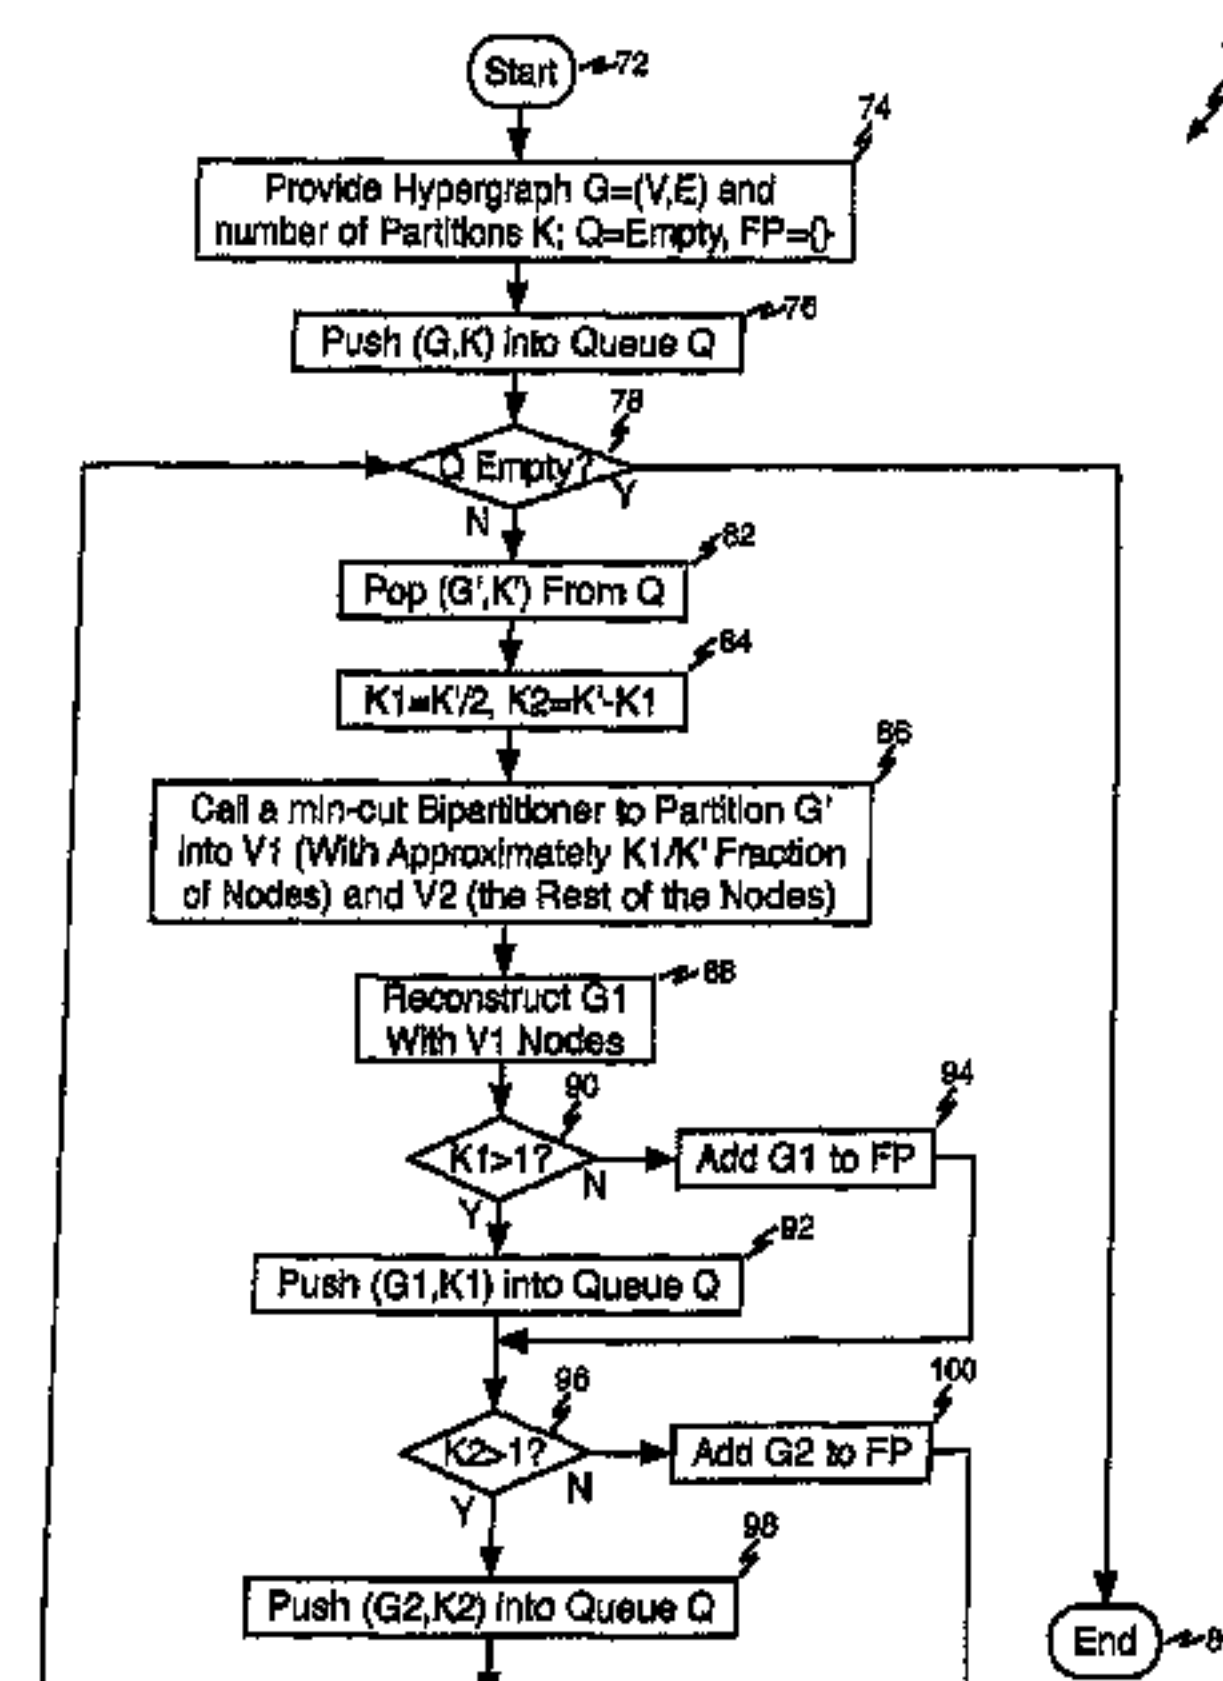 Start
72
74
Provide Hypergraph G=(V,E) and
number of Partitions K; Q=Empty, FP={}
76
Push (G,K) into Queue Q
78
Q Empty?
Y
N
82
Pop (G',K') From Q
84
K1=K'/2, K2=K'-K1
86
Call a min-cut Bipartitioner to Partition G'
into V1 (With Approximately K1/K' Fraction
of Nodes) and V2 (the Rest of the Nodes)
88
Reconstruct G1
With V1 Nodes
90
94
K1>1?
N
Add G1 to FP
Y
92
Push (G1,K1) into Queue Q
96
100
K2>1?
N
Add G2 to FP
Y
98
Push (G2,K2) into Queue Q
End